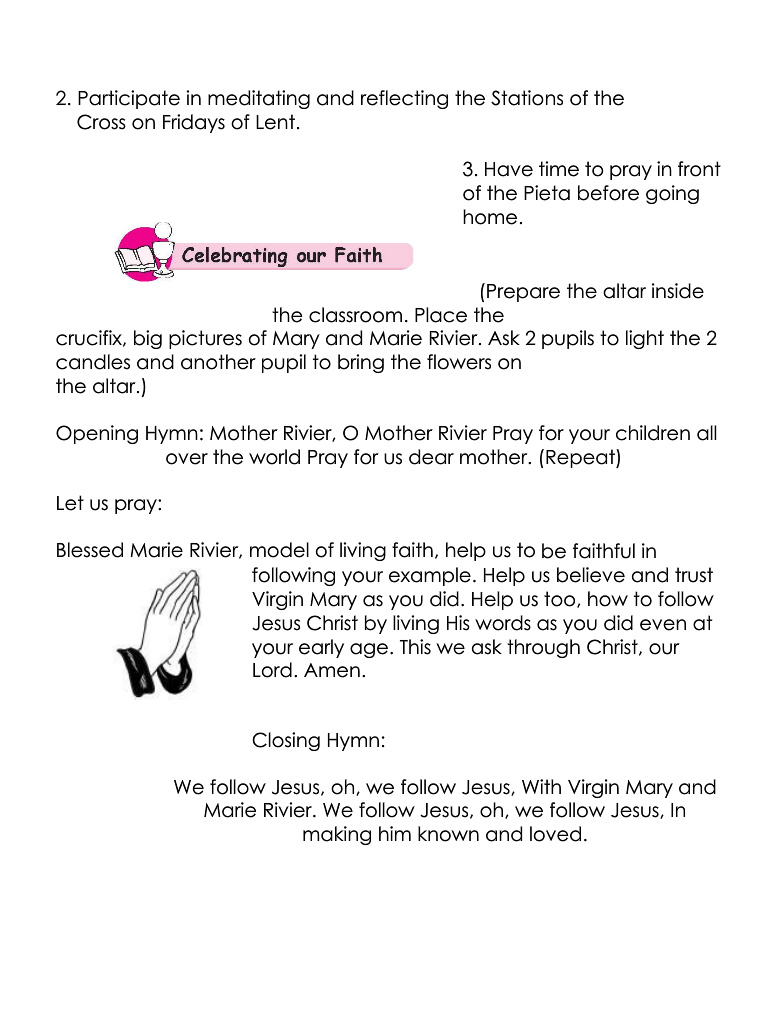 2. Participate in meditating and reflecting the Stations of the
Cross on Fridays of Lent.
3. Have time to pray in front
of the Pieta before going
home.
Celebrating our Faith
(Prepare the altar inside
the classroom. Place the
crucifix, big pictures of Mary and Marie Rivier. Ask 2 pupils to light the 2
candles and another pupil to bring the flowers on
the altar.)
Opening Hymn: Mother Rivier, O Mother Rivier Pray for your children all
over the world Pray for us dear mother. (Repeat)
Let us pray:
Blessed Marie Rivier, model of living faith, help us to be faithful in
following your example. Help us believe and trust
Virgin Mary as you did. Help us too, how to follow
Jesus Christ by living His words as you did even at
your early age. This we ask through Christ, our
Lord. Amen.
Closing Hymn:
We follow Jesus, oh, we follow Jesus, With Virgin Mary and
Marie Rivier. We follow Jesus, oh, we follow Jesus, In
making him known and loved.